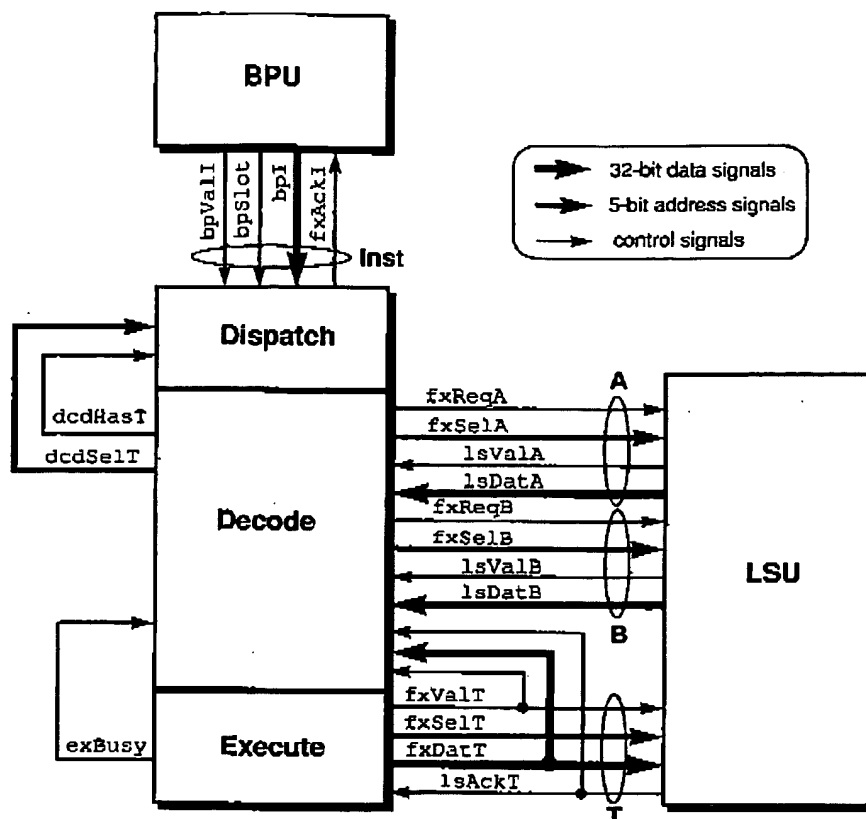 BPU
bpValI
bpSlot
bpI
fxAckI
Inst
32-bit data signals
5-bit address signals
control signals
Dispatch
dcdHasT
dcdSelT
Decode
exBusy
Execute
A
fxReqA
fxSelA
lsValA
lsDatA
fxReqB
fxSelB
lsValB
lsDatB
B
LSU
fxValT
fxSelT
fxDatT
lsAckT
T